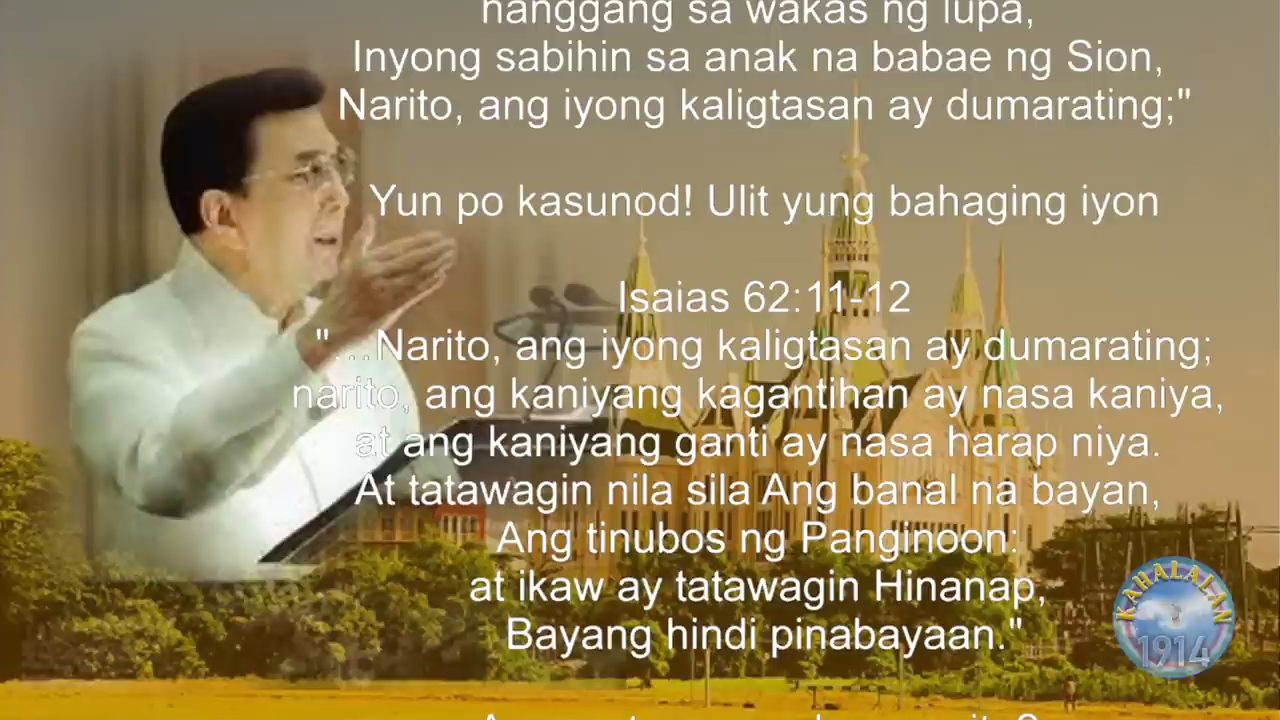 hanggang sa wakas ng lupa,
Inyong sabihin sa anak na babae ng Sion,
Narito, ang iyong kaligtasan ay dumarating;"
Yun po kasunod! Ulit yung bahaging iyon
Isaias 62:11-12
"...Narito, ang iyong kaligtasan ay dumarating;
narito, ang kaniyang kagantihan ay nasa kaniya,
at ang kaniyang ganti ay nasa harap niya.
At tatawagin nila sila Ang banal na bayan,
Ang tinubos ng Panginoon:
at ikaw ay tatawagin Hinanap,
Bayang hindi pinabayaan."
KAHALALAN
1914